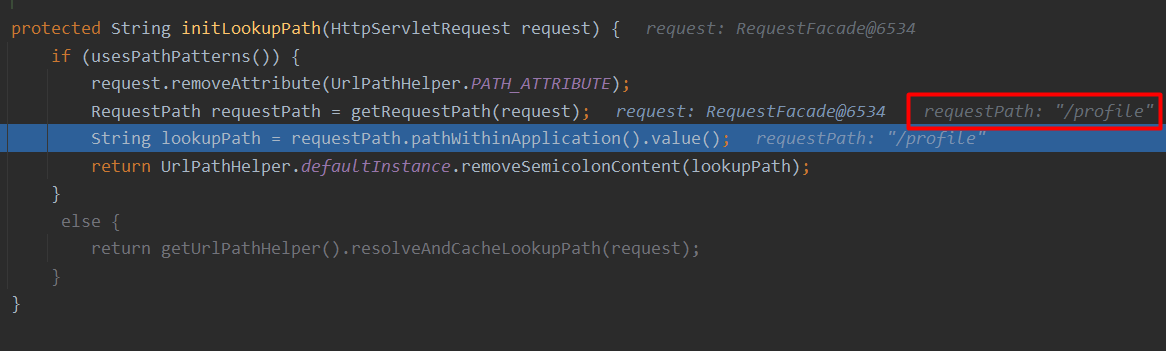 protected String initLookupPath(HttpServletRequest request) {   request: RequestFacade@6534
    if (usesPathPatterns()) {
        request.removeAttribute(UrlPathHelper.PATH_ATTRIBUTE);
        RequestPath requestPath = getRequestPath(request);   request: RequestFacade@6534   requestPath: "/profile"
        String lookupPath = requestPath.pathWithinApplication().value();   requestPath: "/profile"
        return UrlPathHelper.defaultInstance.removeSemicolonContent(lookupPath);
    }
     else {
        return getUrlPathHelper().resolveAndCacheLookupPath(request);
    }
}